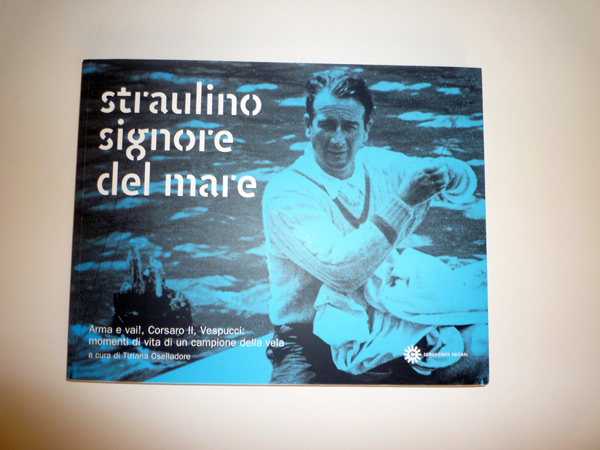 straulino
signore
del mare
Arma e vai!, Corsaro II, Vespucci:
momenti di vita di un campione della vela
a cura di Tiziana Oselladore
EDIZIONI